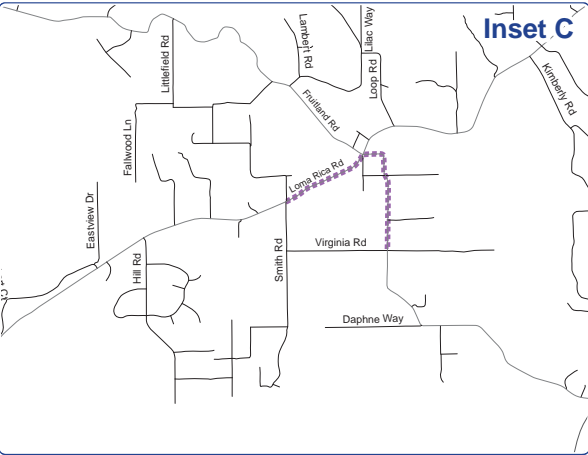 Inset C
Lilac Way
Lambert Rd
Littlefield Rd
Loop Rd
Kimberly Rd
Fruitland Rd
Fallwood Ln
Loma Rica Rd
Eastview Dr
Hill Rd
Smith Rd
Virginia Rd
Daphne Way